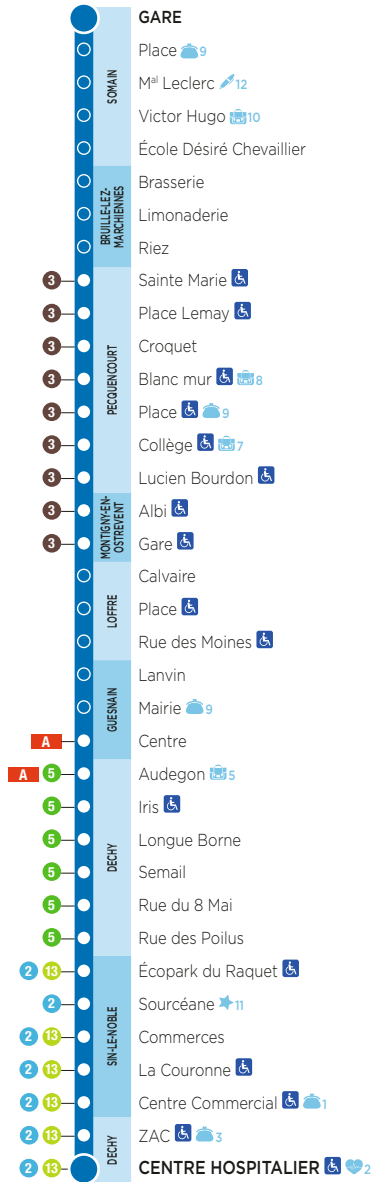 GARE
SOMAIN
Place 9
Mal Leclerc 12
Victor Hugo 10
École Désiré Chevaillier
BRUILLE-LEZ-
MARCHIENNES
Brasserie
Limonaderie
Riez
PECQUENCOURT
3 Sainte Marie
3 Place Lemay
3 Croquet
3 Blanc mur 8
3 Place 9
3 Collège 7
3 Lucien Bourdon
MONTIGNY-EN-
OSTREVENT
3 Albi
3 Gare
LOFFRE
Calvaire
Place
Rue des Moines
GUESNAIN
Lanvin
Mairie 9
A Centre
DECHY
A 5 Audegon 5
5 Iris
5 Longue Borne
5 Semail
5 Rue du 8 Mai
5 Rue des Poilus
SIN-LE-NOBLE
2 13 Écopark du Raquet
2 Sourcéane 11
2 13 Commerces
2 13 La Couronne
2 13 Centre Commercial 1
DECHY
2 13 ZAC 3
2 13 CENTRE HOSPITALIER 2